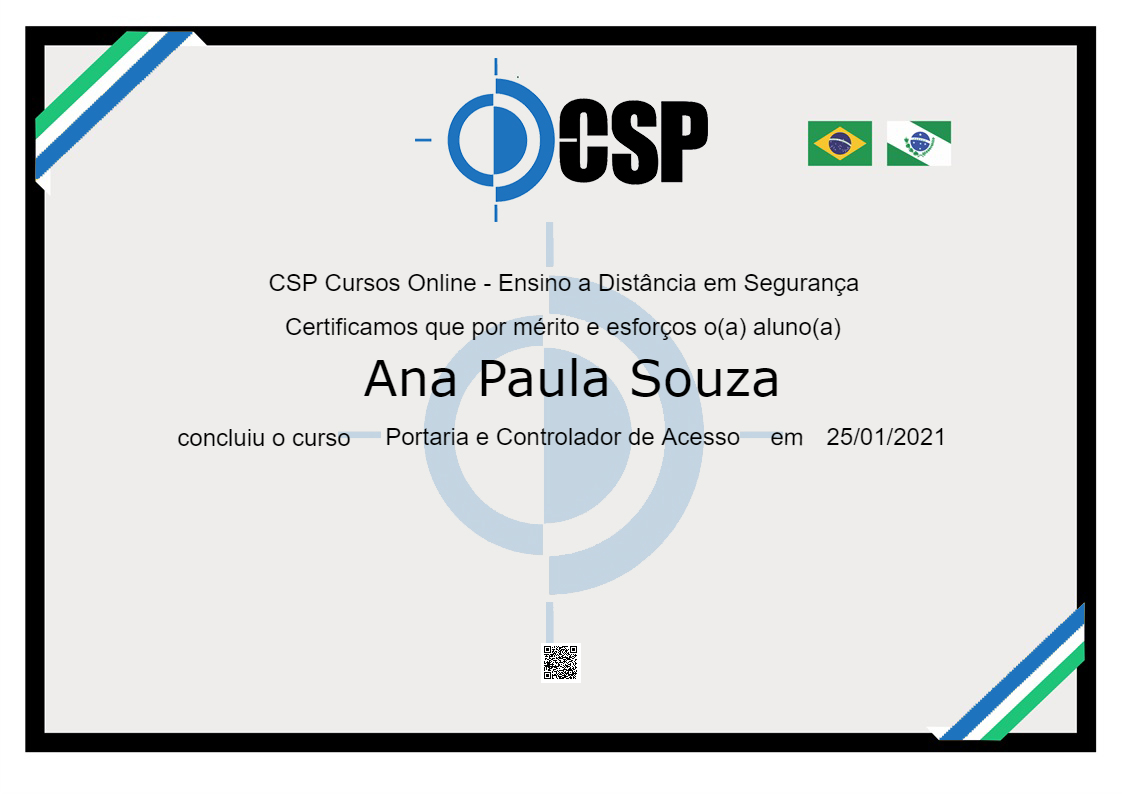 CSP
CSP Cursos Online - Ensino a Distância em Segurança
Certificamos que por mérito e esforços o(a) aluno(a)
Ana Paula Souza
concluiu o curso Portaria e Controlador de Acesso em 25/01/2021